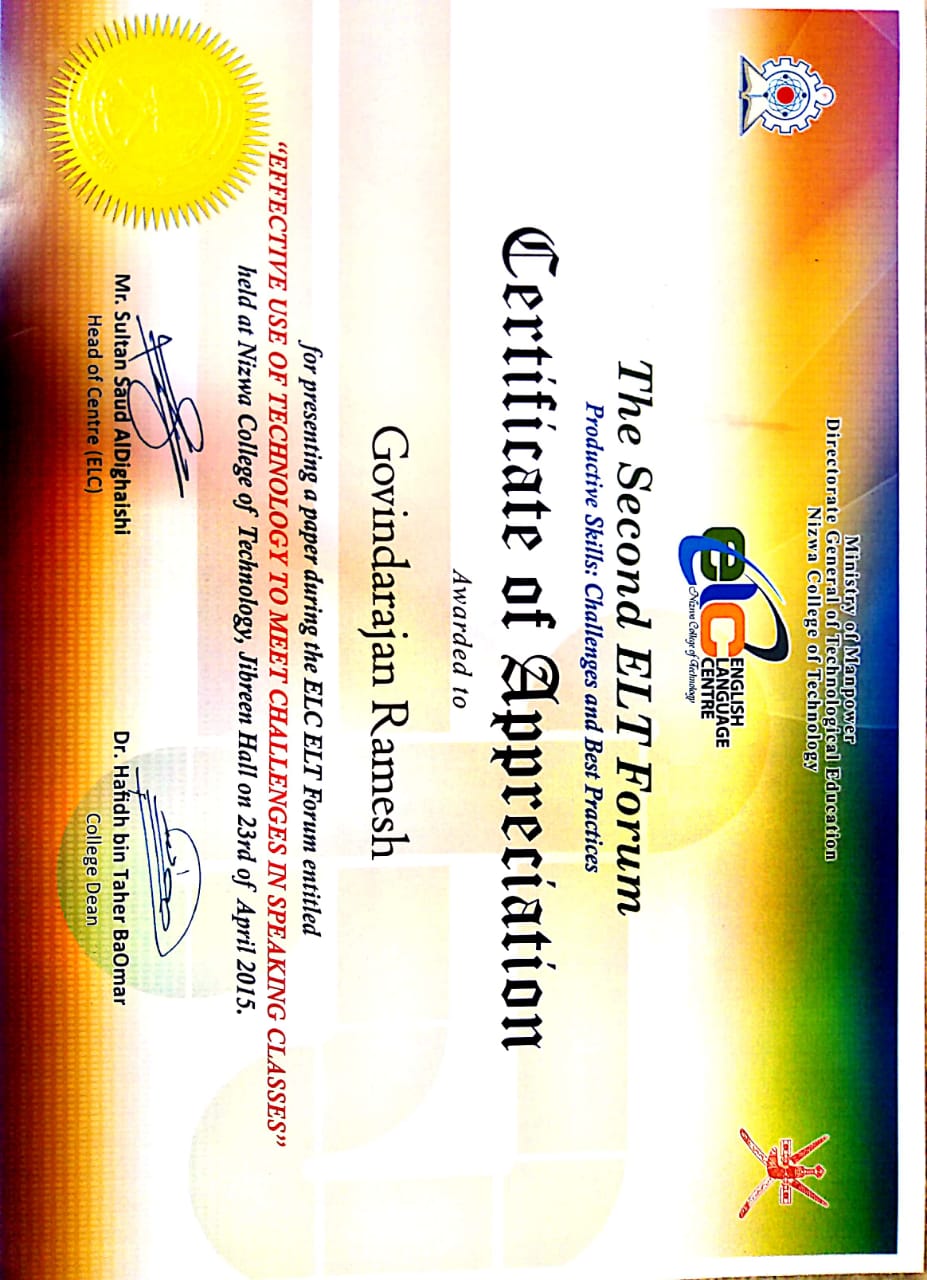 Ministry of Manpower
Directorate General of Technological Education
Nizwa College of Technology
elc ENGLISH
LANGUAGE
CENTRE
Nizwa College of Technology
The Second ELT Forum
Productive Skills: Challenges and Best Practices
Certificate of Appreciation
Awarded to
Govindarajan Ramesh
for presenting a paper during the ELC ELT Forum entitled
“EFFECTIVE USE OF TECHNOLOGY TO MEET CHALLENGES IN SPEAKING CLASSES”
held at Nizwa College of Technology, Jibreen Hall on 23rd of April 2015.
Mr. Sultan Saud AlDighaishi
Head of Centre (ELC)
Dr. Hafidh bin Taher BaOmar
College Dean